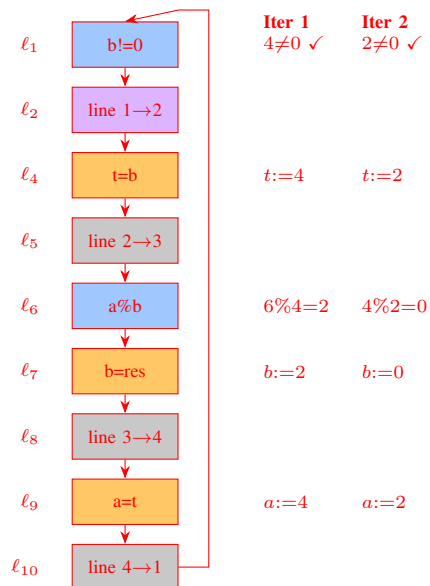 Iter 1 Iter 2
ℓ1 b!=0 4≠0 ✓ 2≠0 ✓
ℓ2 line 1→2
ℓ4 t=b t:=4 t:=2
ℓ5 line 2→3
ℓ6 a%b 6%4=2 4%2=0
ℓ7 b=res b:=2 b:=0
ℓ8 line 3→4
ℓ9 a=t a:=4 a:=2
ℓ10 line 4→1